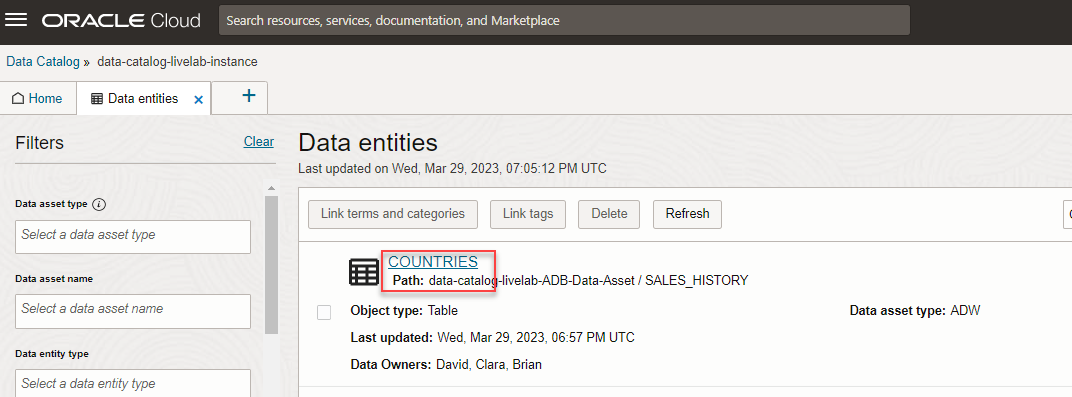 ORACLE Cloud
Search resources, services, documentation, and Marketplace
Data Catalog » data-catalog-livelab-instance
Home
Data entities ×
+
Filters
Clear
Data asset type i
Select a data asset type
Data asset name
Select a data asset name
Data entity type
Select a data entity type
Data entities
Last updated on Wed, Mar 29, 2023, 07:05:12 PM UTC
Link terms and categories
Link tags
Delete
Refresh
COUNTRIES
Path: data-catalog-livelab-ADB-Data-Asset / SALES_HISTORY
Object type: Table
Data asset type: ADW
Last updated: Wed, Mar 29, 2023, 06:57 PM UTC
Data Owners: David, Clara, Brian